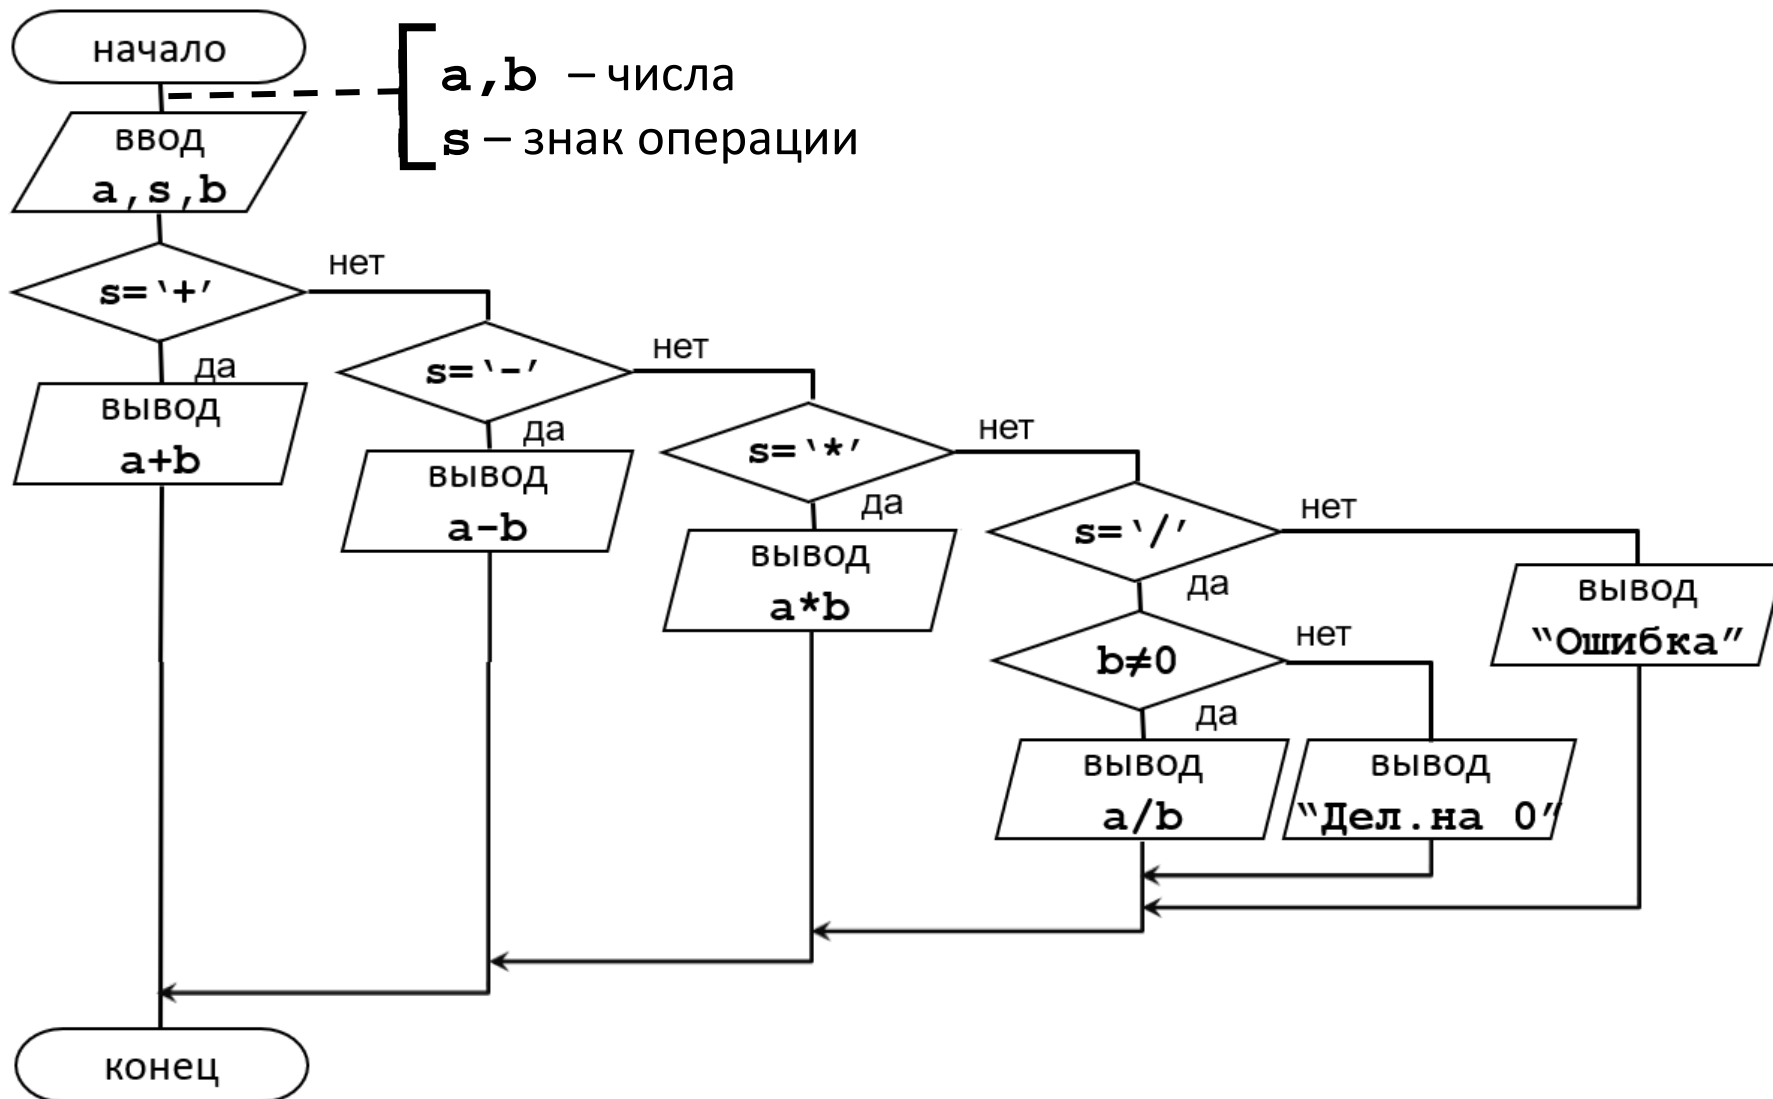 начало
a,b – числа
s – знак операции
ввод
a,s,b
s=‘+’
нет
да
вывод
a+b
s=‘-’
нет
да
вывод
a-b
s=‘*’
нет
да
вывод
a*b
s=‘/’
нет
да
вывод
“Ошибка”
b≠0
нет
да
вывод
a/b
вывод
“Дел.на 0”
конец